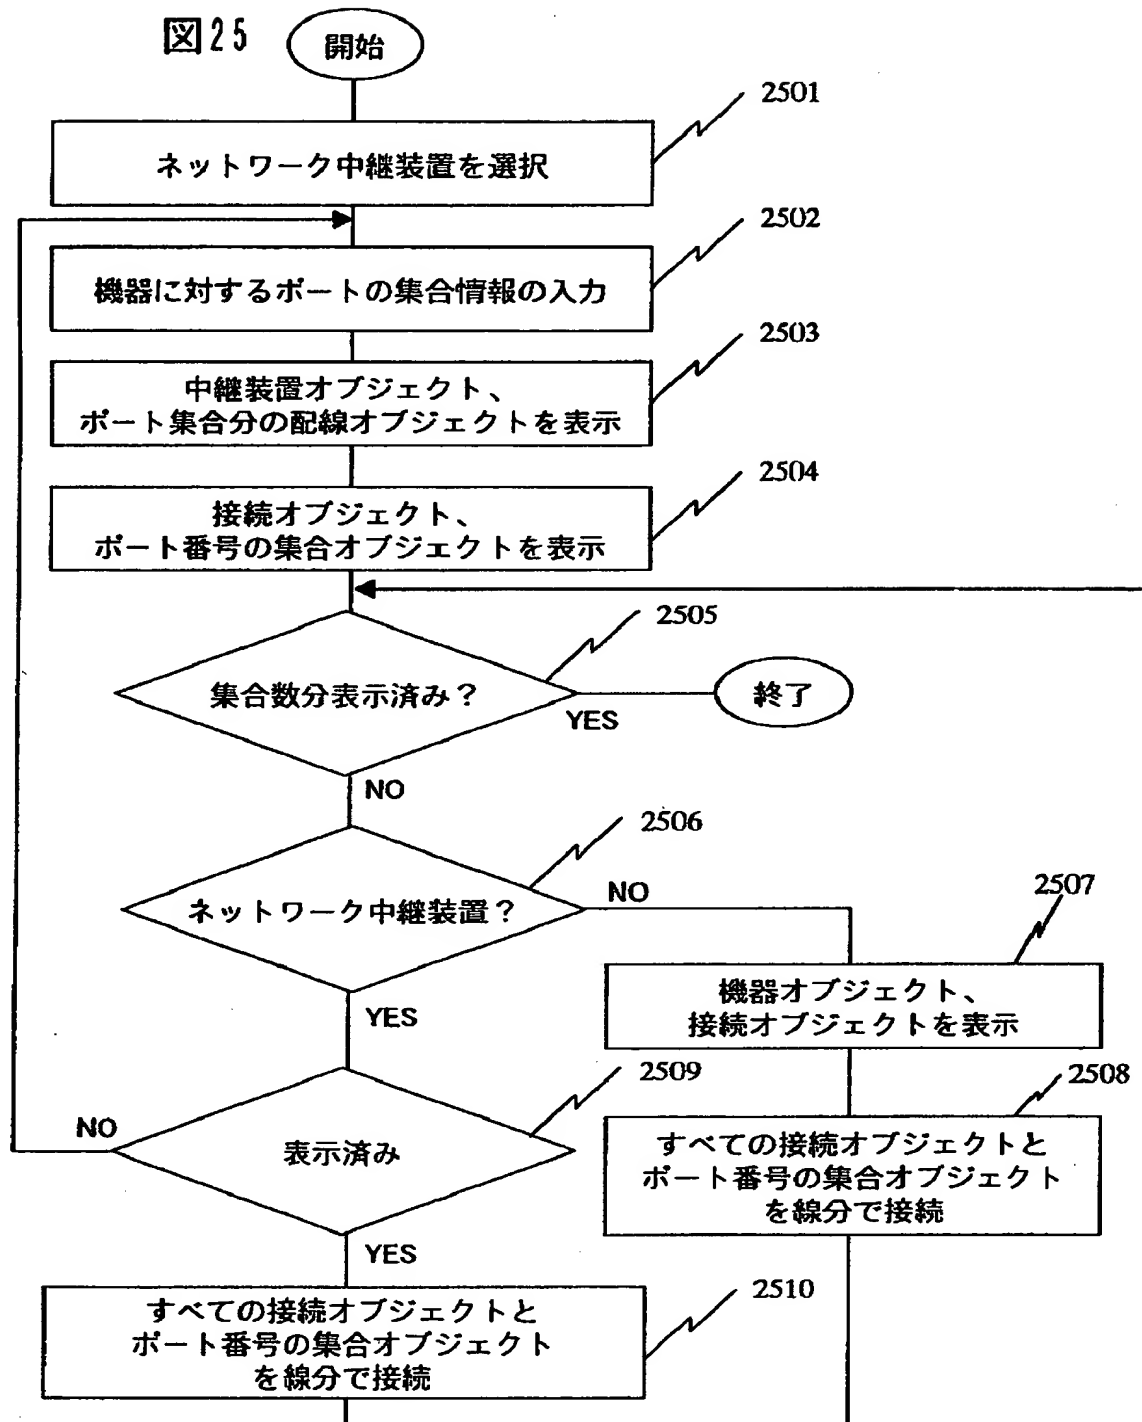 図25
開始
2501
ネットワーク中継装置を選択
2502
機器に対するポートの集合情報の入力
2503
中継装置オブジェクト、
ポート集合分の配線オブジェクトを表示
2504
接続オブジェクト、
ポート番号の集合オブジェクトを表示
2505
集合数分表示済み？
YES
終了
NO
2506
ネットワーク中継装置？
NO
2507
機器オブジェクト、
接続オブジェクトを表示
YES
2508
すべての接続オブジェクトと
ポート番号の集合オブジェクト
を線分で接続
2509
表示済み
NO
YES
2510
すべての接続オブジェクトと
ポート番号の集合オブジェクト
を線分で接続